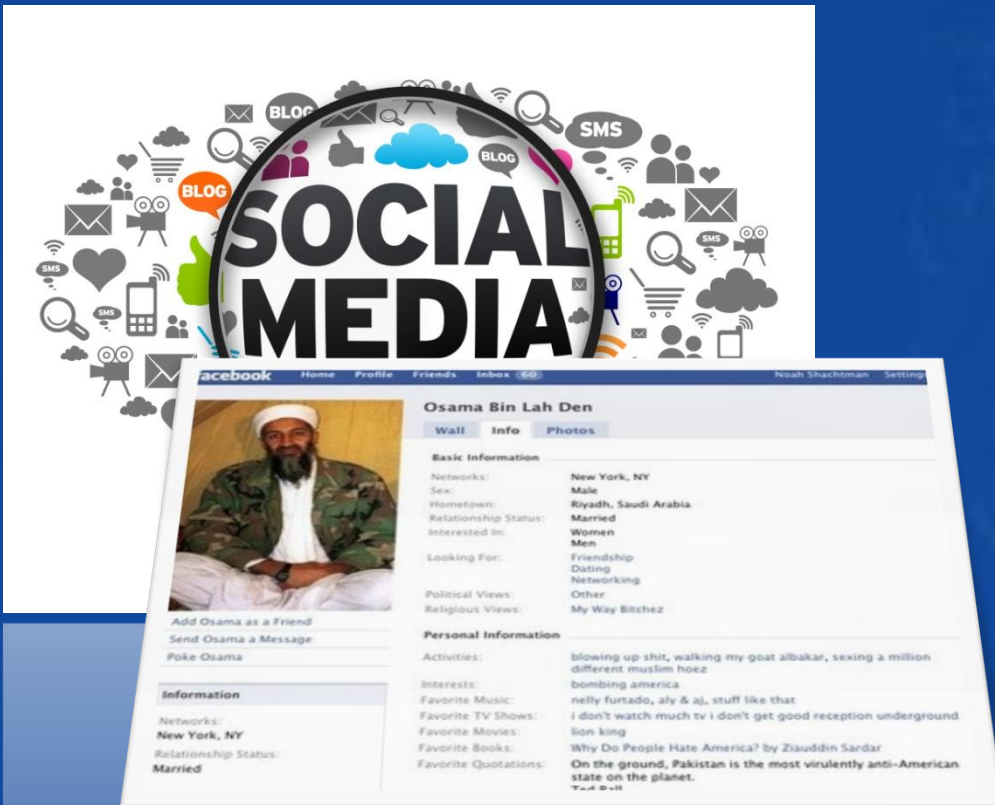 BLOG
SMS
BLOG
BLOG
SOCIAL
SMS
SMS
SMS
MEDIA
acebook Home Profile Friends Inbox 60 Noah Shachtman Setting
Osama Bin Lah Den
Wall Info Photos
Basic Information
Networks: New York, NY
Sex: Male
Hometown: Riyadh, Saudi Arabia
Relationship Status: Married
Interested In: Women
Men
Looking For: Friendship
Dating
Networking
Political Views: Other
Religious Views: My Way Bitchez
Add Osama as a Friend
Send Osama a Message
Poke Osama
Personal Information
Activities: blowing up shit, walking my goat albakar, sexing a million
different muslim hoez
Interests: bombing america
Favorite Music: nelly furtado, aly & aj, stuff like that
Favorite TV Shows: i don't watch much tv i don't get good reception underground
Favorite Movies: lion king
Favorite Books: Why Do People Hate America? by Ziauddin Sardar
Favorite Quotations: On the ground, Pakistan is the most virulently anti-American
state on the planet.
Ted Rall
Information
Networks:
New York, NY
Relationship Status:
Married